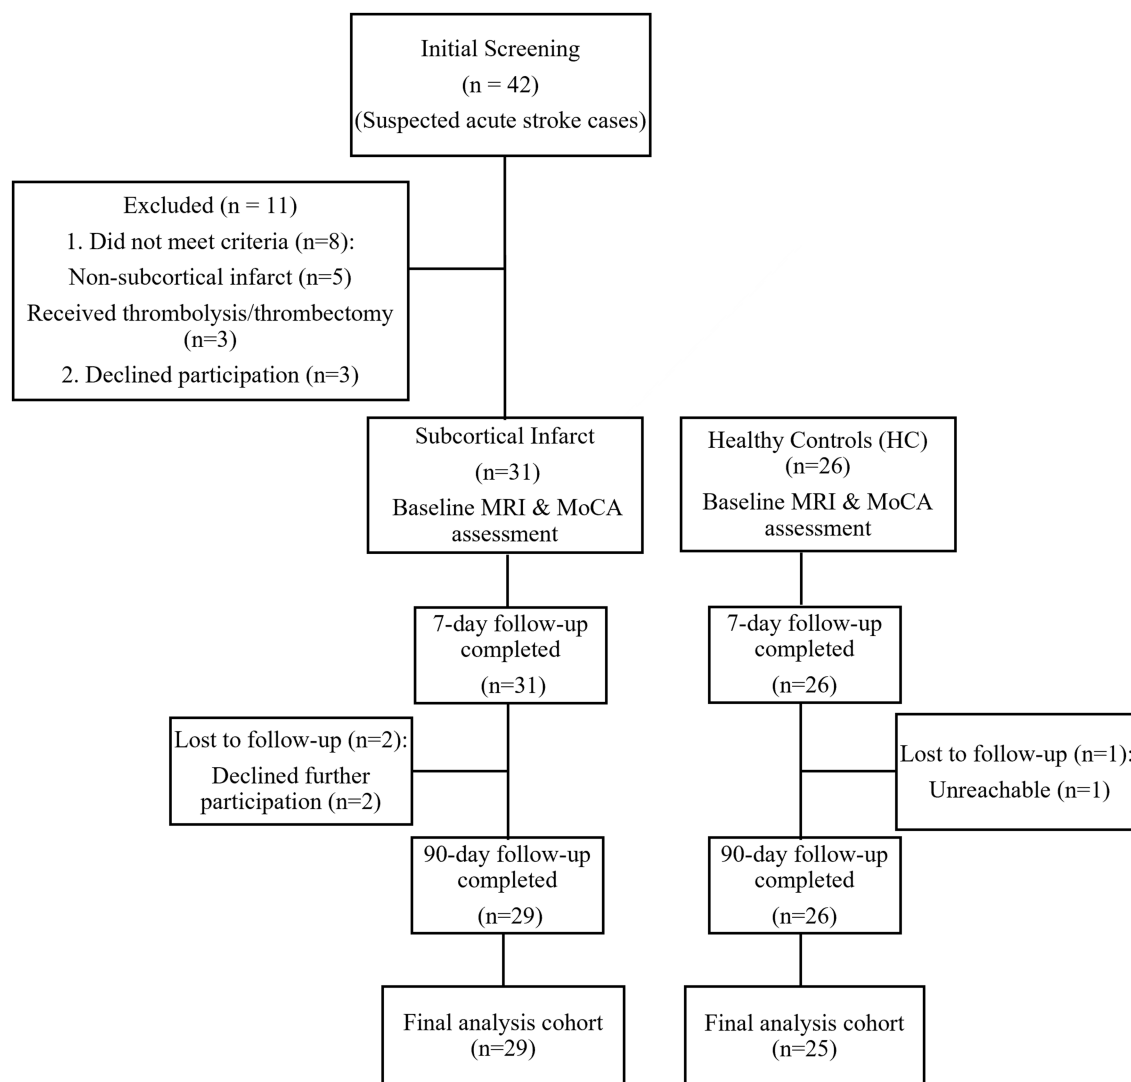 Initial Screening
(n = 42)
(Suspected acute stroke cases)
Excluded (n = 11)
1. Did not meet criteria (n=8):
Non-subcortical infarct (n=5)
Received thrombolysis/thrombectomy
(n=3)
2. Declined participation (n=3)
Subcortical Infarct
(n=31)
Baseline MRI & MoCA
assessment
Healthy Controls (HC)
(n=26)
Baseline MRI & MoCA
assessment
7-day follow-up
completed
(n=31)
7-day follow-up
completed
(n=26)
Lost to follow-up (n=2):
Declined further
participation (n=2)
Lost to follow-up (n=1):
Unreachable (n=1)
90-day follow-up
completed
(n=29)
90-day follow-up
completed
(n=26)
Final analysis cohort
(n=29)
Final analysis cohort
(n=25)